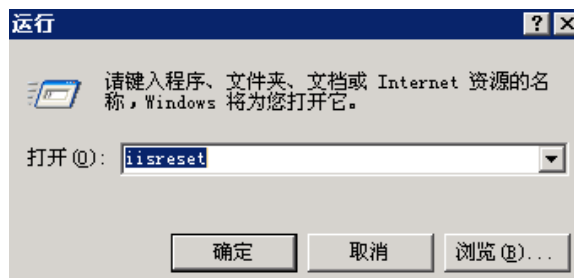 运行
请键入程序、文件夹、文档或 Internet 资源的名
称，Windows 将为您打开它。
打开(O): iisreset
确定 取消 浏览(B)...